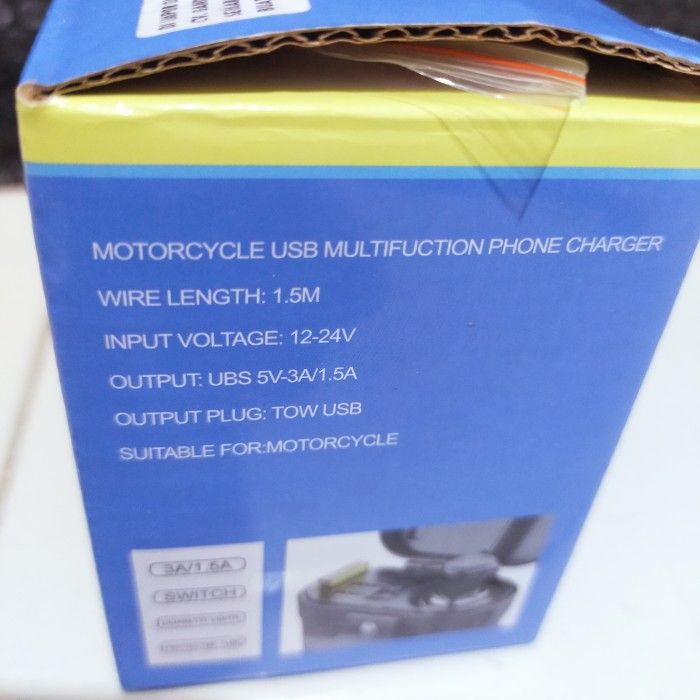 MOTORCYCLE USB MULTIFUCTION PHONE CHARGER
WIRE LENGTH: 1.5M
INPUT VOLTAGE: 12-24V
OUTPUT: UBS 5V-3A/1.5A
OUTPUT PLUG: TOW USB
SUITABLE FOR:MOTORCYCLE
3A/1.5A
SWITCH